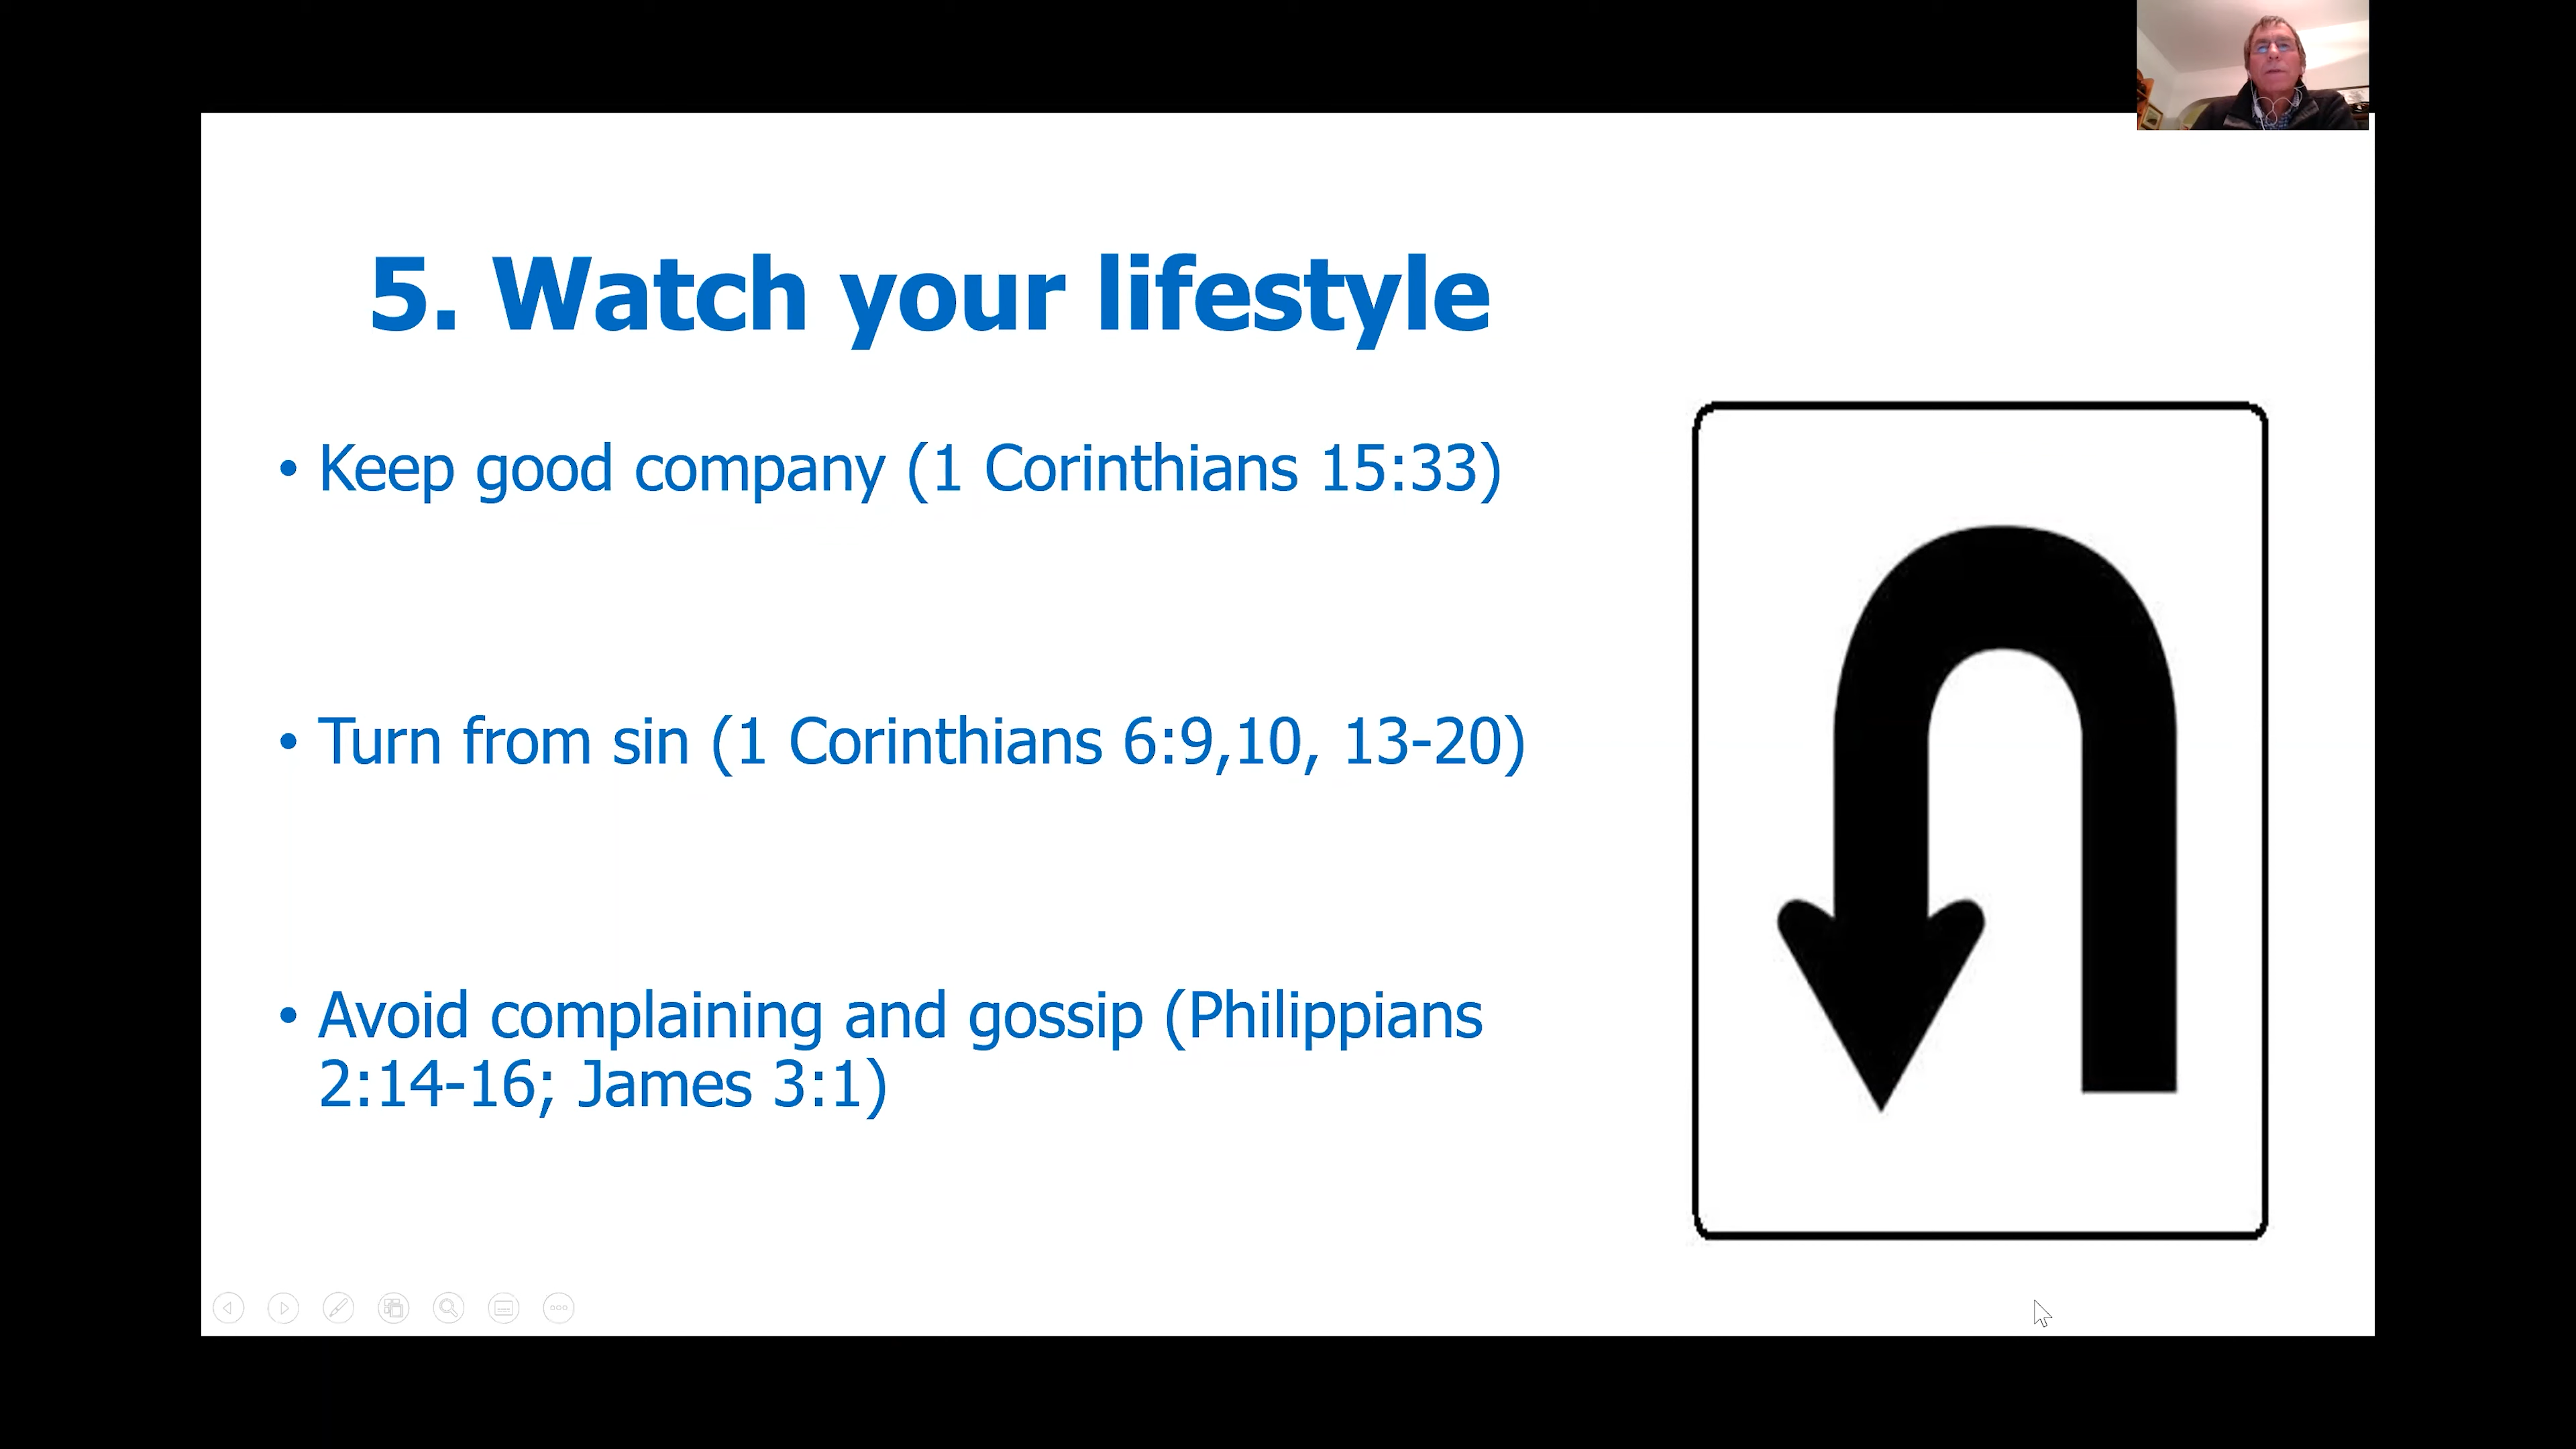 5. Watch your lifestyle
• Keep good company (1 Corinthians 15:33)
• Turn from sin (1 Corinthians 6:9,10, 13-20)
• Avoid complaining and gossip (Philippians
2:14-16; James 3:1)